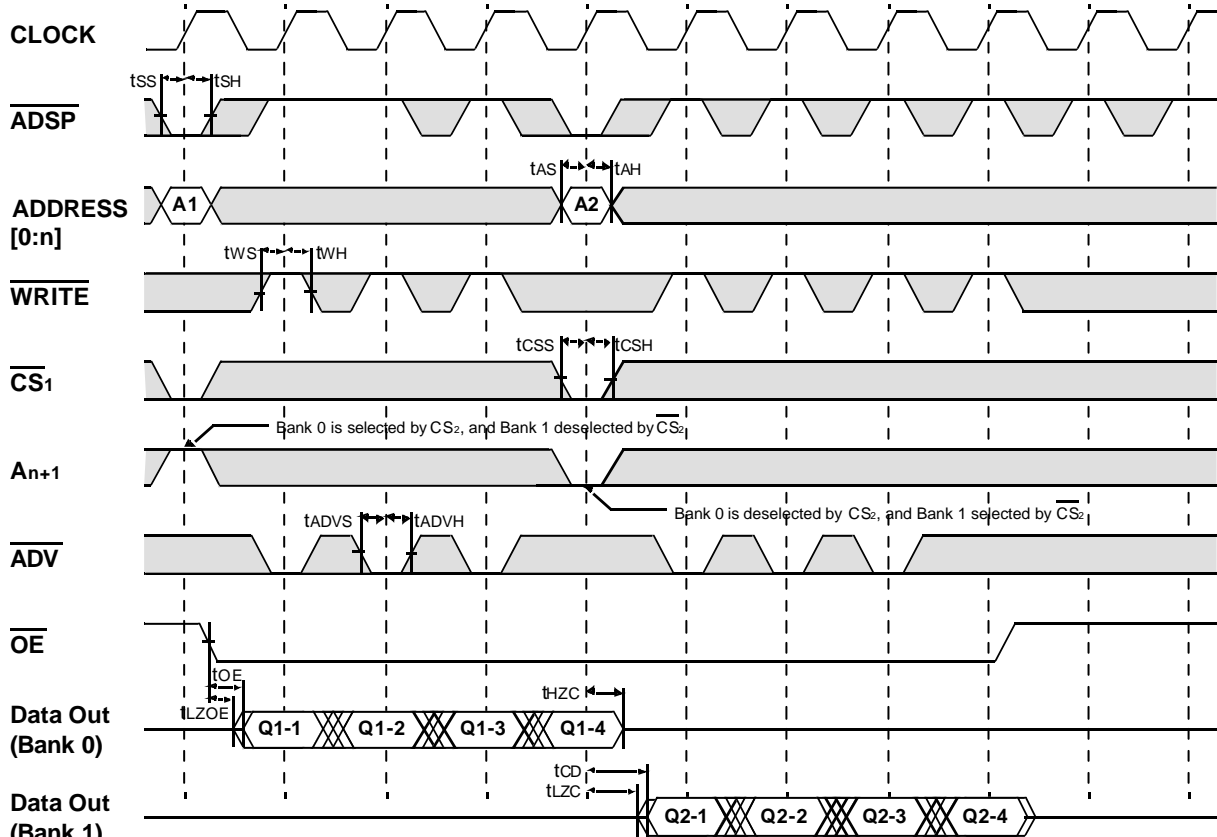 CLOCK
tSS tSH
ADSP
tAS tAH
ADDRESS
[0:n]
A1 A2
tWS tWH
WRITE
tCSS tCSH
CS1
Bank 0 is selected by CS2, and Bank 1 deselected by CS2
An+1
Bank 0 is deselected by CS2, and Bank 1 selected by CS2
tADVS tADVH
ADV
OE
tOE
tHZC
tLZOE
Data Out
(Bank 0)
Q1-1 Q1-2 Q1-3 Q1-4
tCD
tLZC
Data Out
(Bank 1)
Q2-1 Q2-2 Q2-3 Q2-4